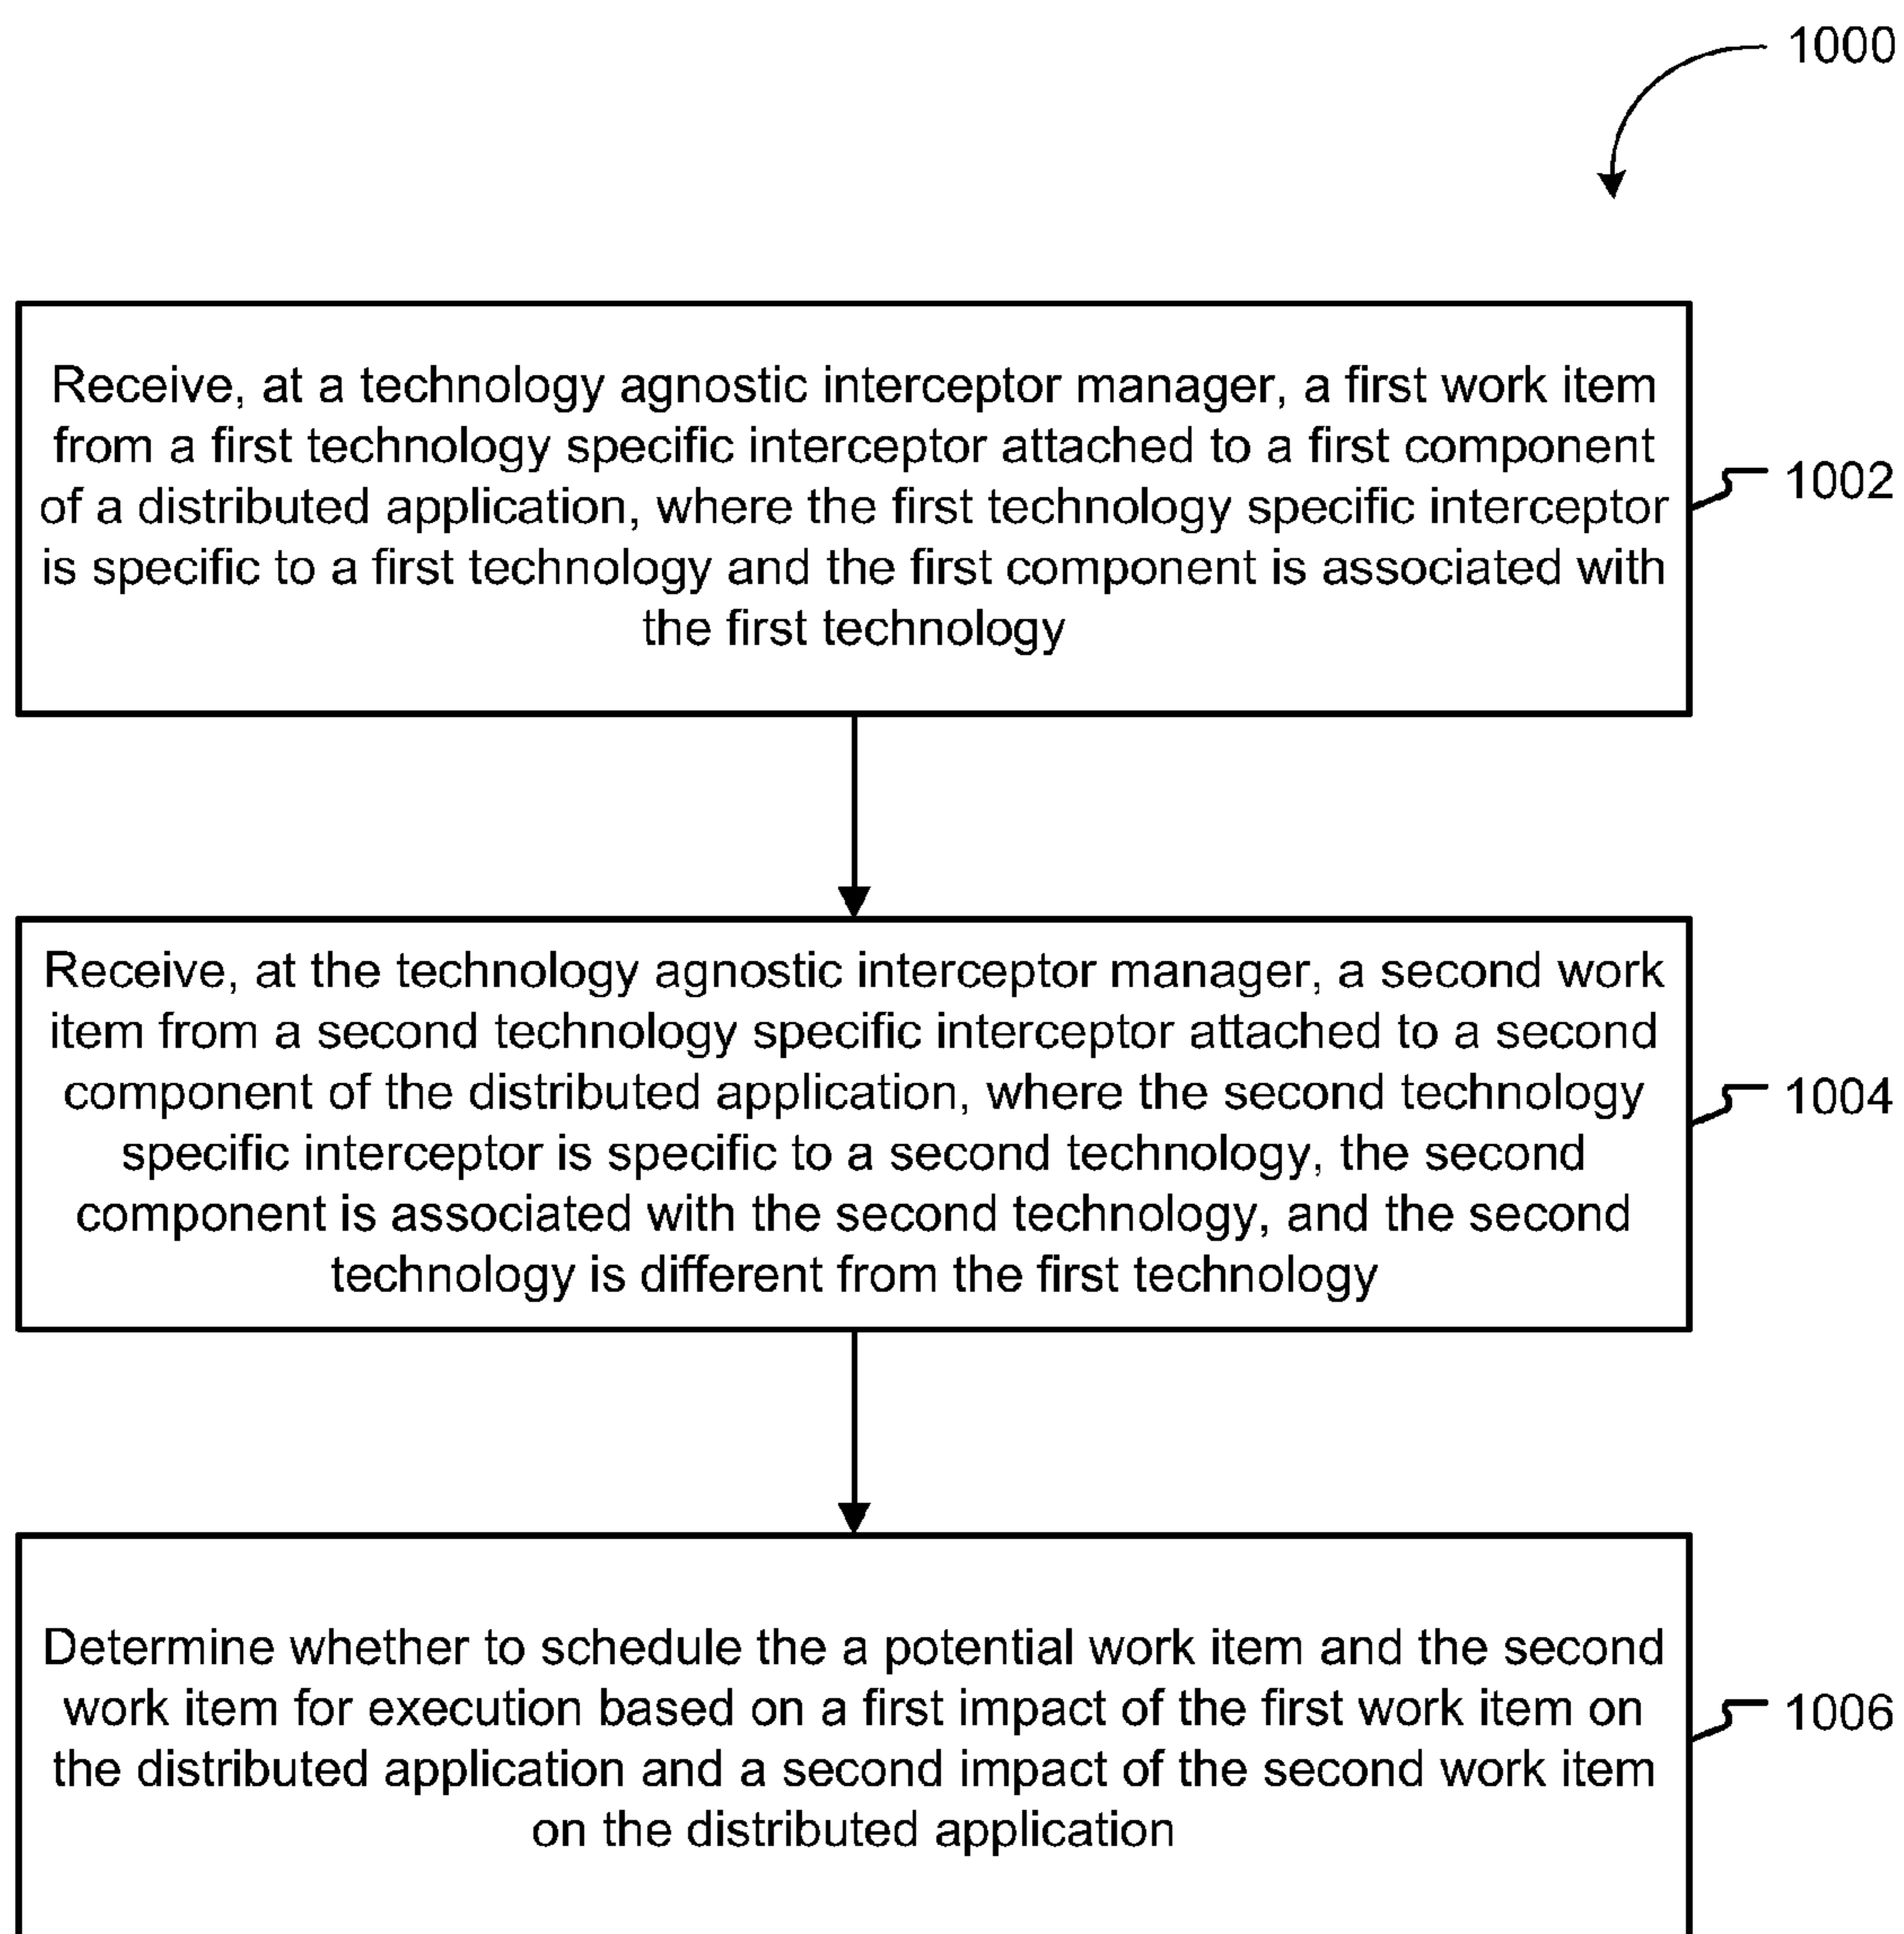 1000
Receive, at a technology agnostic interceptor manager, a first work item
from a first technology specific interceptor attached to a first component
of a distributed application, where the first technology specific interceptor
is specific to a first technology and the first component is associated with
the first technology
1002
Receive, at the technology agnostic interceptor manager, a second work
item from a second technology specific interceptor attached to a second
component of the distributed application, where the second technology
specific interceptor is specific to a second technology, the second
component is associated with the second technology, and the second
technology is different from the first technology
1004
Determine whether to schedule the a potential work item and the second
work item for execution based on a first impact of the first work item on
the distributed application and a second impact of the second work item
on the distributed application
1006